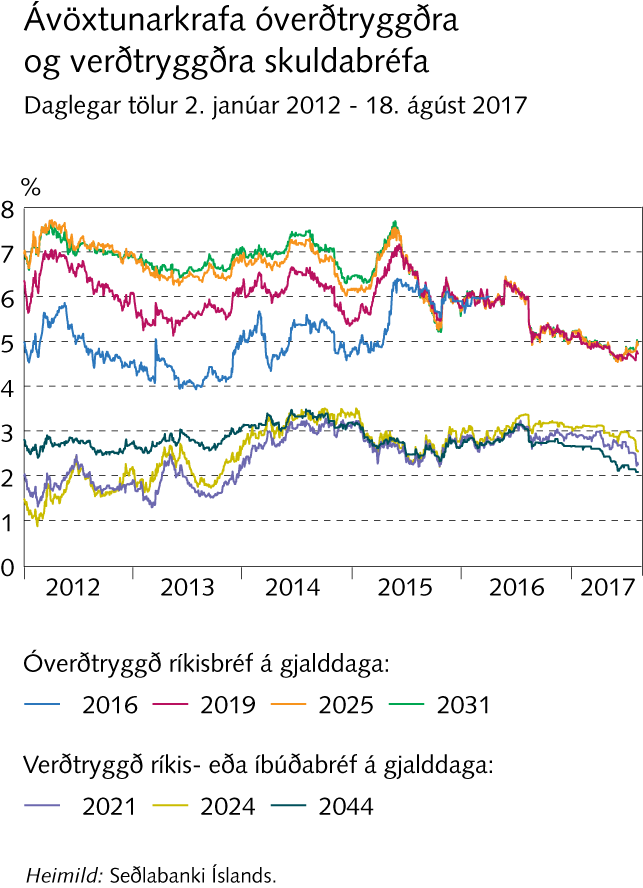 Ávöxtunarkrafa óverðtryggðra
og verðtryggðra skuldabréfa
Daglegar tölur 2. janúar 2012 - 18. ágúst 2017
%
8
7
6
5
4
3
2
1
0
2012 2013 2014 2015 2016 2017
Óverðtryggð ríkisbréf á gjalddaga:
2016 2019 2025 2031
Verðtryggð ríkis- eða íbúðabréf á gjalddaga:
2021 2024 2044
Heimild: Seðlabanki Íslands.